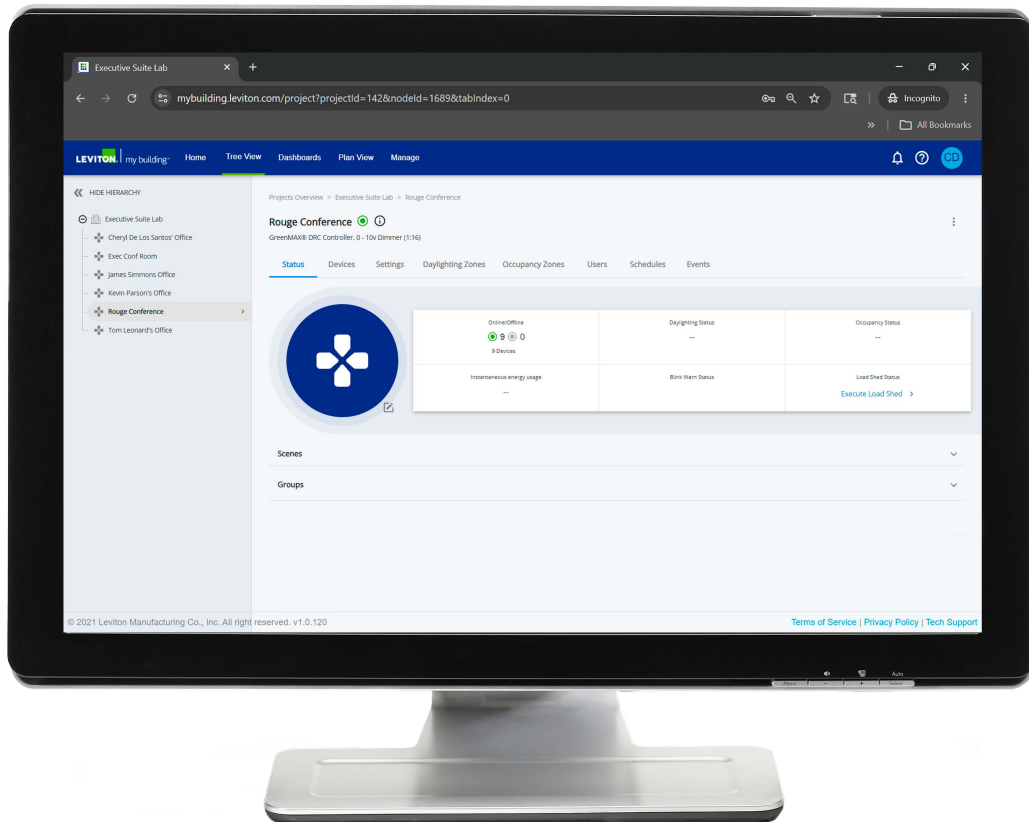 Executive Suite Lab
mybuilding.leviton.com/project?projectId=142&nodeId=1689&tabIndex=0
Incognito
» All Bookmarks
LEVITON. my building™ Home Tree View Dashboards Plan View Manage CD
HIDE HIERARCHY
Executive Suite Lab
Cheryl De Los Santos' Office
Exec Conf Room
James Simmons Office
Kevin Parson's Office
Rouge Conference
Tom Leonard's Office
Projects Overview > Executive Suite Lab > Rouge Conference
Rouge Conference
GreenMAX® DRC Controller, 0 - 10v Dimmer (1:16)
Status Devices Settings Daylighting Zones Occupancy Zones Users Schedules Events
Online/Offline
9 0
9 Devices
Daylighting Status
--
Occupancy Status
--
Instantaneous energy usage
--
Blink Warn Status
Load Shed Status
Execute Load Shed >
Scenes
Groups
© 2021 Leviton Manufacturing Co., Inc. All right reserved. v1.0.120
Terms of Service | Privacy Policy | Tech Support
Auto
Menu - + Select